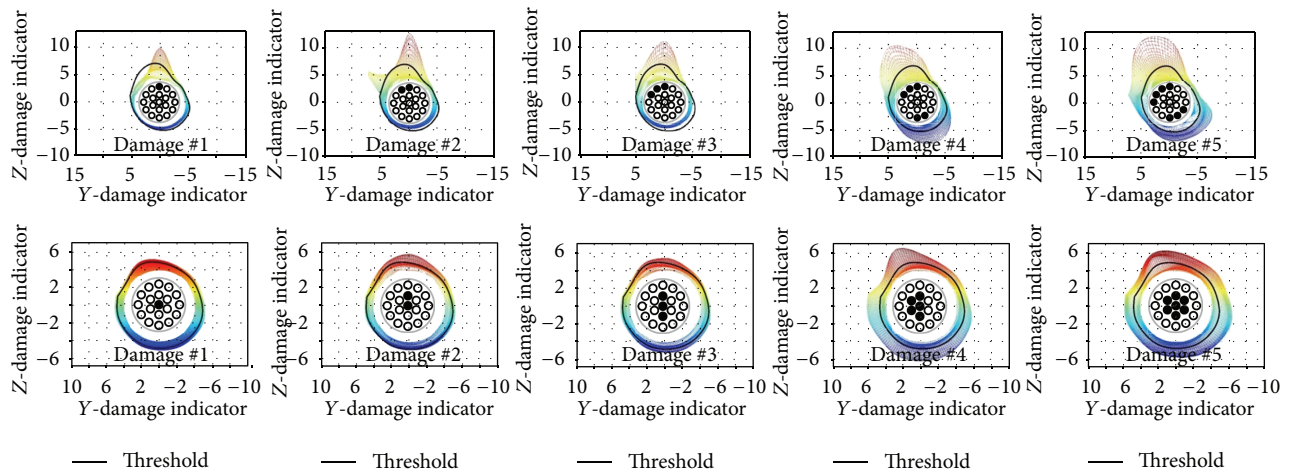 Z-damage indicator
10
5
0
−5
−10
Damage #1
15 5 −5 −15
Y-damage indicator
Z-damage indicator
10
5
0
−5
−10
Damage #2
15 5 −5 −15
Y-damage indicator
Z-damage indicator
10
5
0
−5
−10
Damage #3
15 5 −5 −15
Y-damage indicator
Z-damage indicator
10
5
0
−5
−10
Damage #4
15 5 −5 −15
Y-damage indicator
Z-damage indicator
10
5
0
−5
−10
Damage #5
15 5 −5 −15
Y-damage indicator
Z-damage indicator
6
2
−2
−6
Damage #1
10 6 2 −2 −6 −10
Y-damage indicator
Z-damage indicator
6
2
−2
−6
Damage #2
10 6 2 −2 −6 −10
Y-damage indicator
Z-damage indicator
6
2
−2
−6
Damage #3
10 6 2 −2 −6 −10
Y-damage indicator
Z-damage indicator
6
2
−2
−6
Damage #4
10 6 2 −2 −6 −10
Y-damage indicator
Z-damage indicator
6
2
−2
−6
Damage #5
10 6 2 −2 −6 −10
Y-damage indicator
Threshold
Threshold
Threshold
Threshold
Threshold